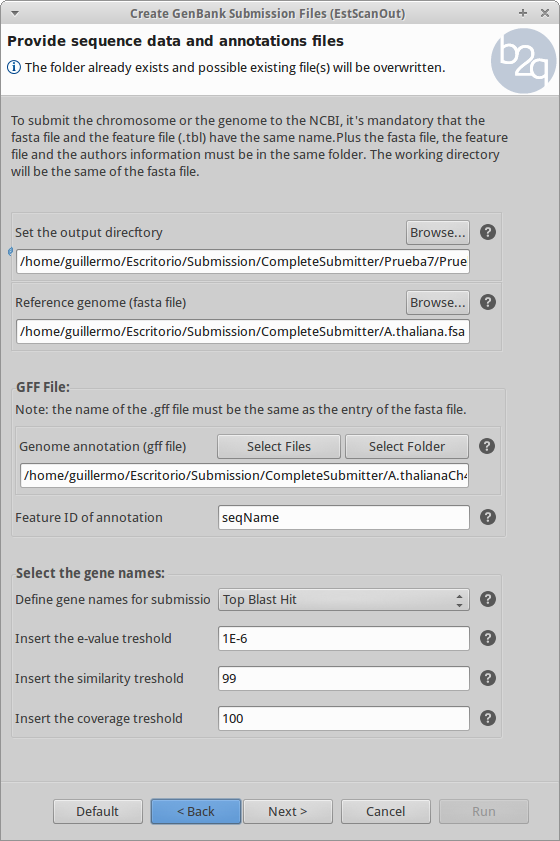 Create GenBank Submission Files (EstScanOut)
Provide sequence data and annotations files
The folder already exists and possible existing file(s) will be overwritten.
b2g
To submit the chromosome or the genome to the NCBI, it's mandatory that the
fasta file and the feature file (.tbl) have the same name.Plus the fasta file, the feature
file and the authors information must be in the same folder. The working directory
will be the same of the fasta file.
Set the output direcftory Browse... ?
/home/guillermo/Escritorio/Submission/CompleteSubmitter/Prueba7/Prue
Reference genome (fasta file) Browse... ?
/home/guillermo/Escritorio/Submission/CompleteSubmitter/A.thaliana.fsa
GFF File:
Note: the name of the .gff file must be the same as the entry of the fasta file.
Genome annotation (gff file) Select Files Select Folder ?
/home/guillermo/Escritorio/Submission/CompleteSubmitter/A.thalianaCh4
Feature ID of annotation seqName ?
Select the gene names:
Define gene names for submissio Top Blast Hit ?
Insert the e-value treshold 1E-6 ?
Insert the similarity treshold 99 ?
Insert the coverage treshold 100 ?
Default < Back Next > Cancel Run